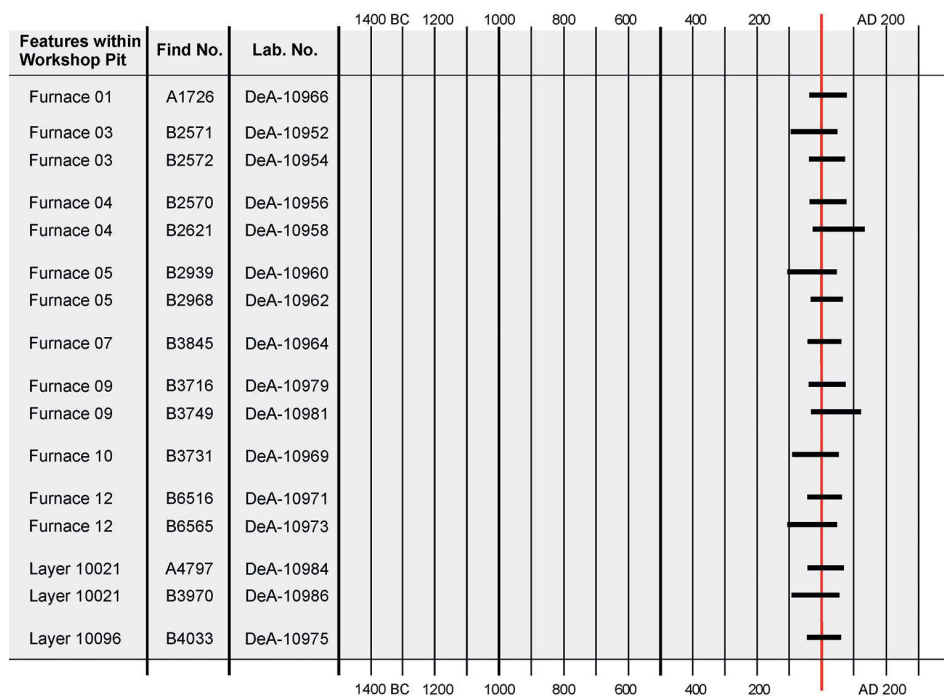 1400 BC 1200 1000 800 600 400 200 AD 200
Features within Workshop Pit Find No. Lab. No.
Furnace 01 A1726 DeA-10966
Furnace 03 B2571 DeA-10952
Furnace 03 B2572 DeA-10954
Furnace 04 B2570 DeA-10956
Furnace 04 B2621 DeA-10958
Furnace 05 B2939 DeA-10960
Furnace 05 B2968 DeA-10962
Furnace 07 B3845 DeA-10964
Furnace 09 B3716 DeA-10979
Furnace 09 B3749 DeA-10981
Furnace 10 B3731 DeA-10969
Furnace 12 B6516 DeA-10971
Furnace 12 B6565 DeA-10973
Layer 10021 A4797 DeA-10984
Layer 10021 B3970 DeA-10986
Layer 10096 B4033 DeA-10975
1400 BC 1200 1000 800 600 400 200 AD 200